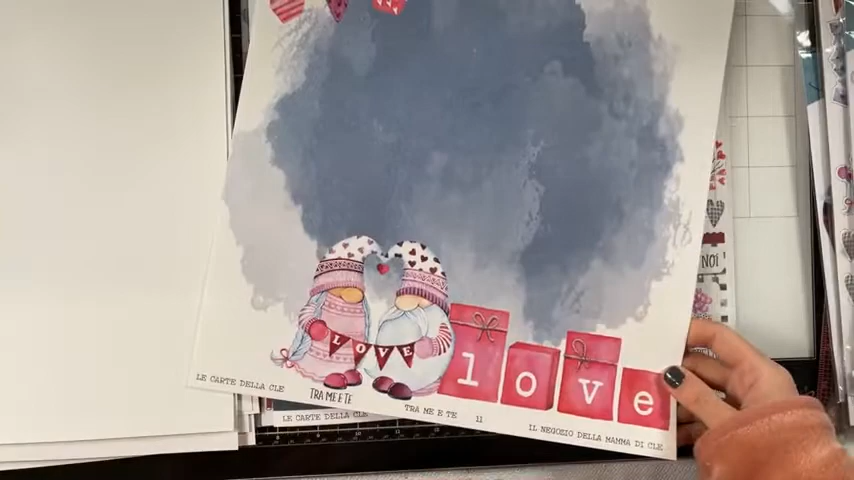 NOI
LOVE
love
LE CARTE DELLA CLE
TRA ME E TE
TRA ME E TE
11
IL NEGOZIO DELLA MAMMA DI CLE
LE CARTE DELLA CLE